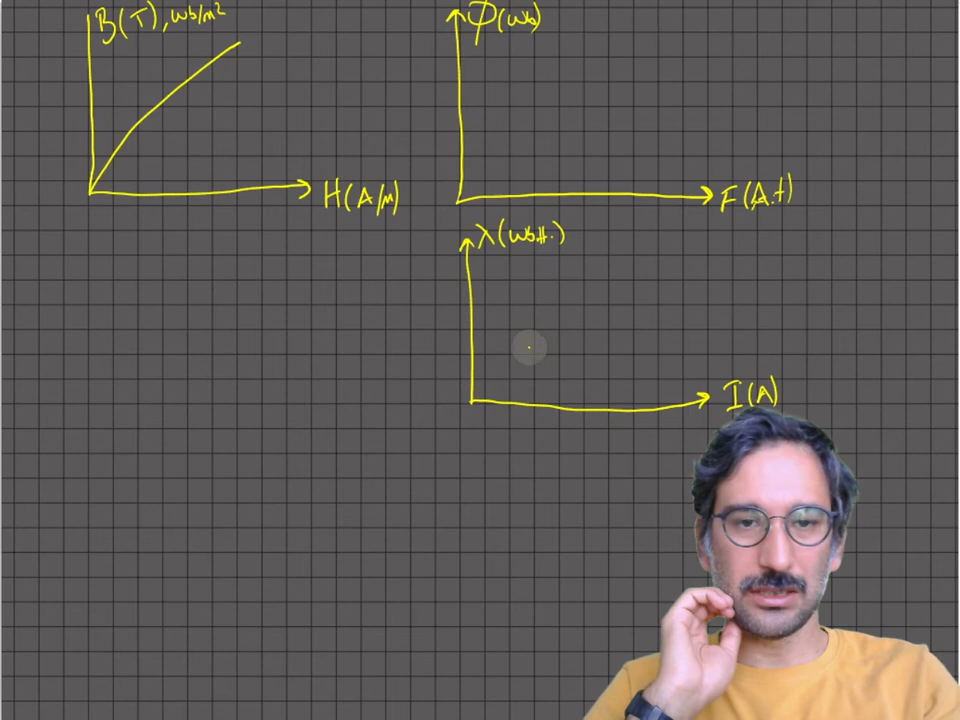 B(T), Wb/m²
H(A/m)
Φ(Wb)
F(A.t)
λ(Wb.t.)
I(A)